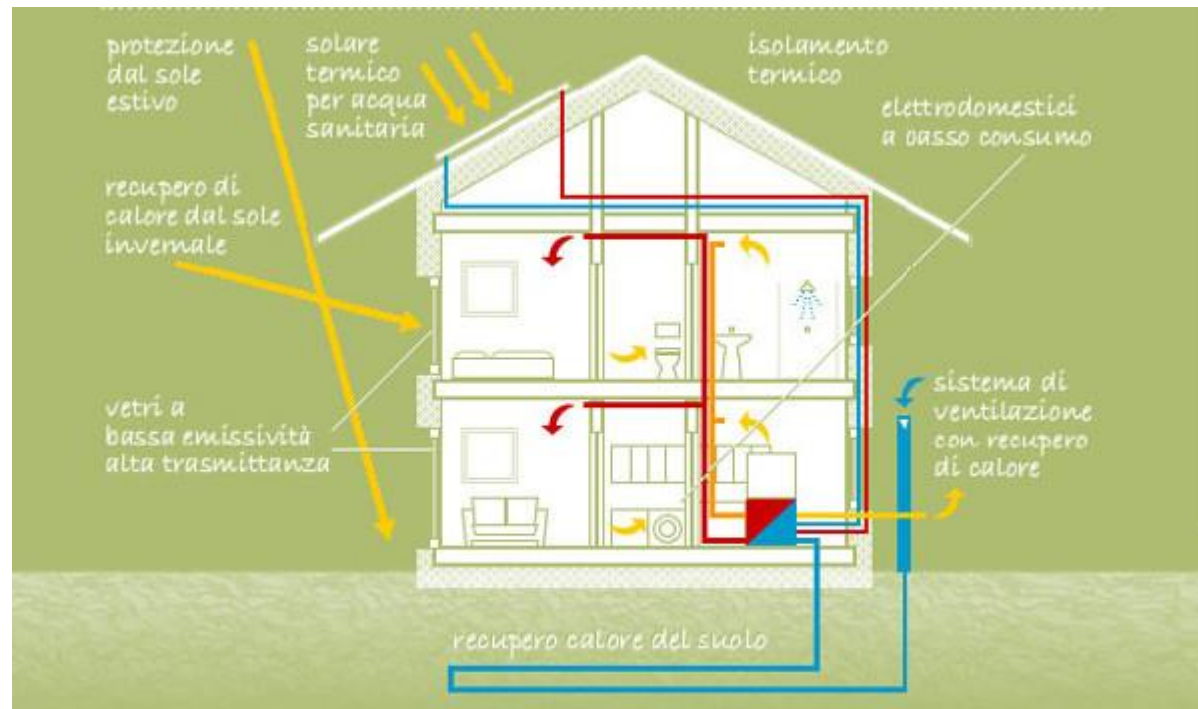 protezione
dal sole
estivo
solare
termico
per acqua
sanitaria
isolamento
termico
elettrodomestici
a oasso consumo
recupero di
calore dal sole
invernale
vetri a
bassa emissività
alta trasmittanza
sistema di
ventilazione
con recupero
di calore
recupero calore del suolo